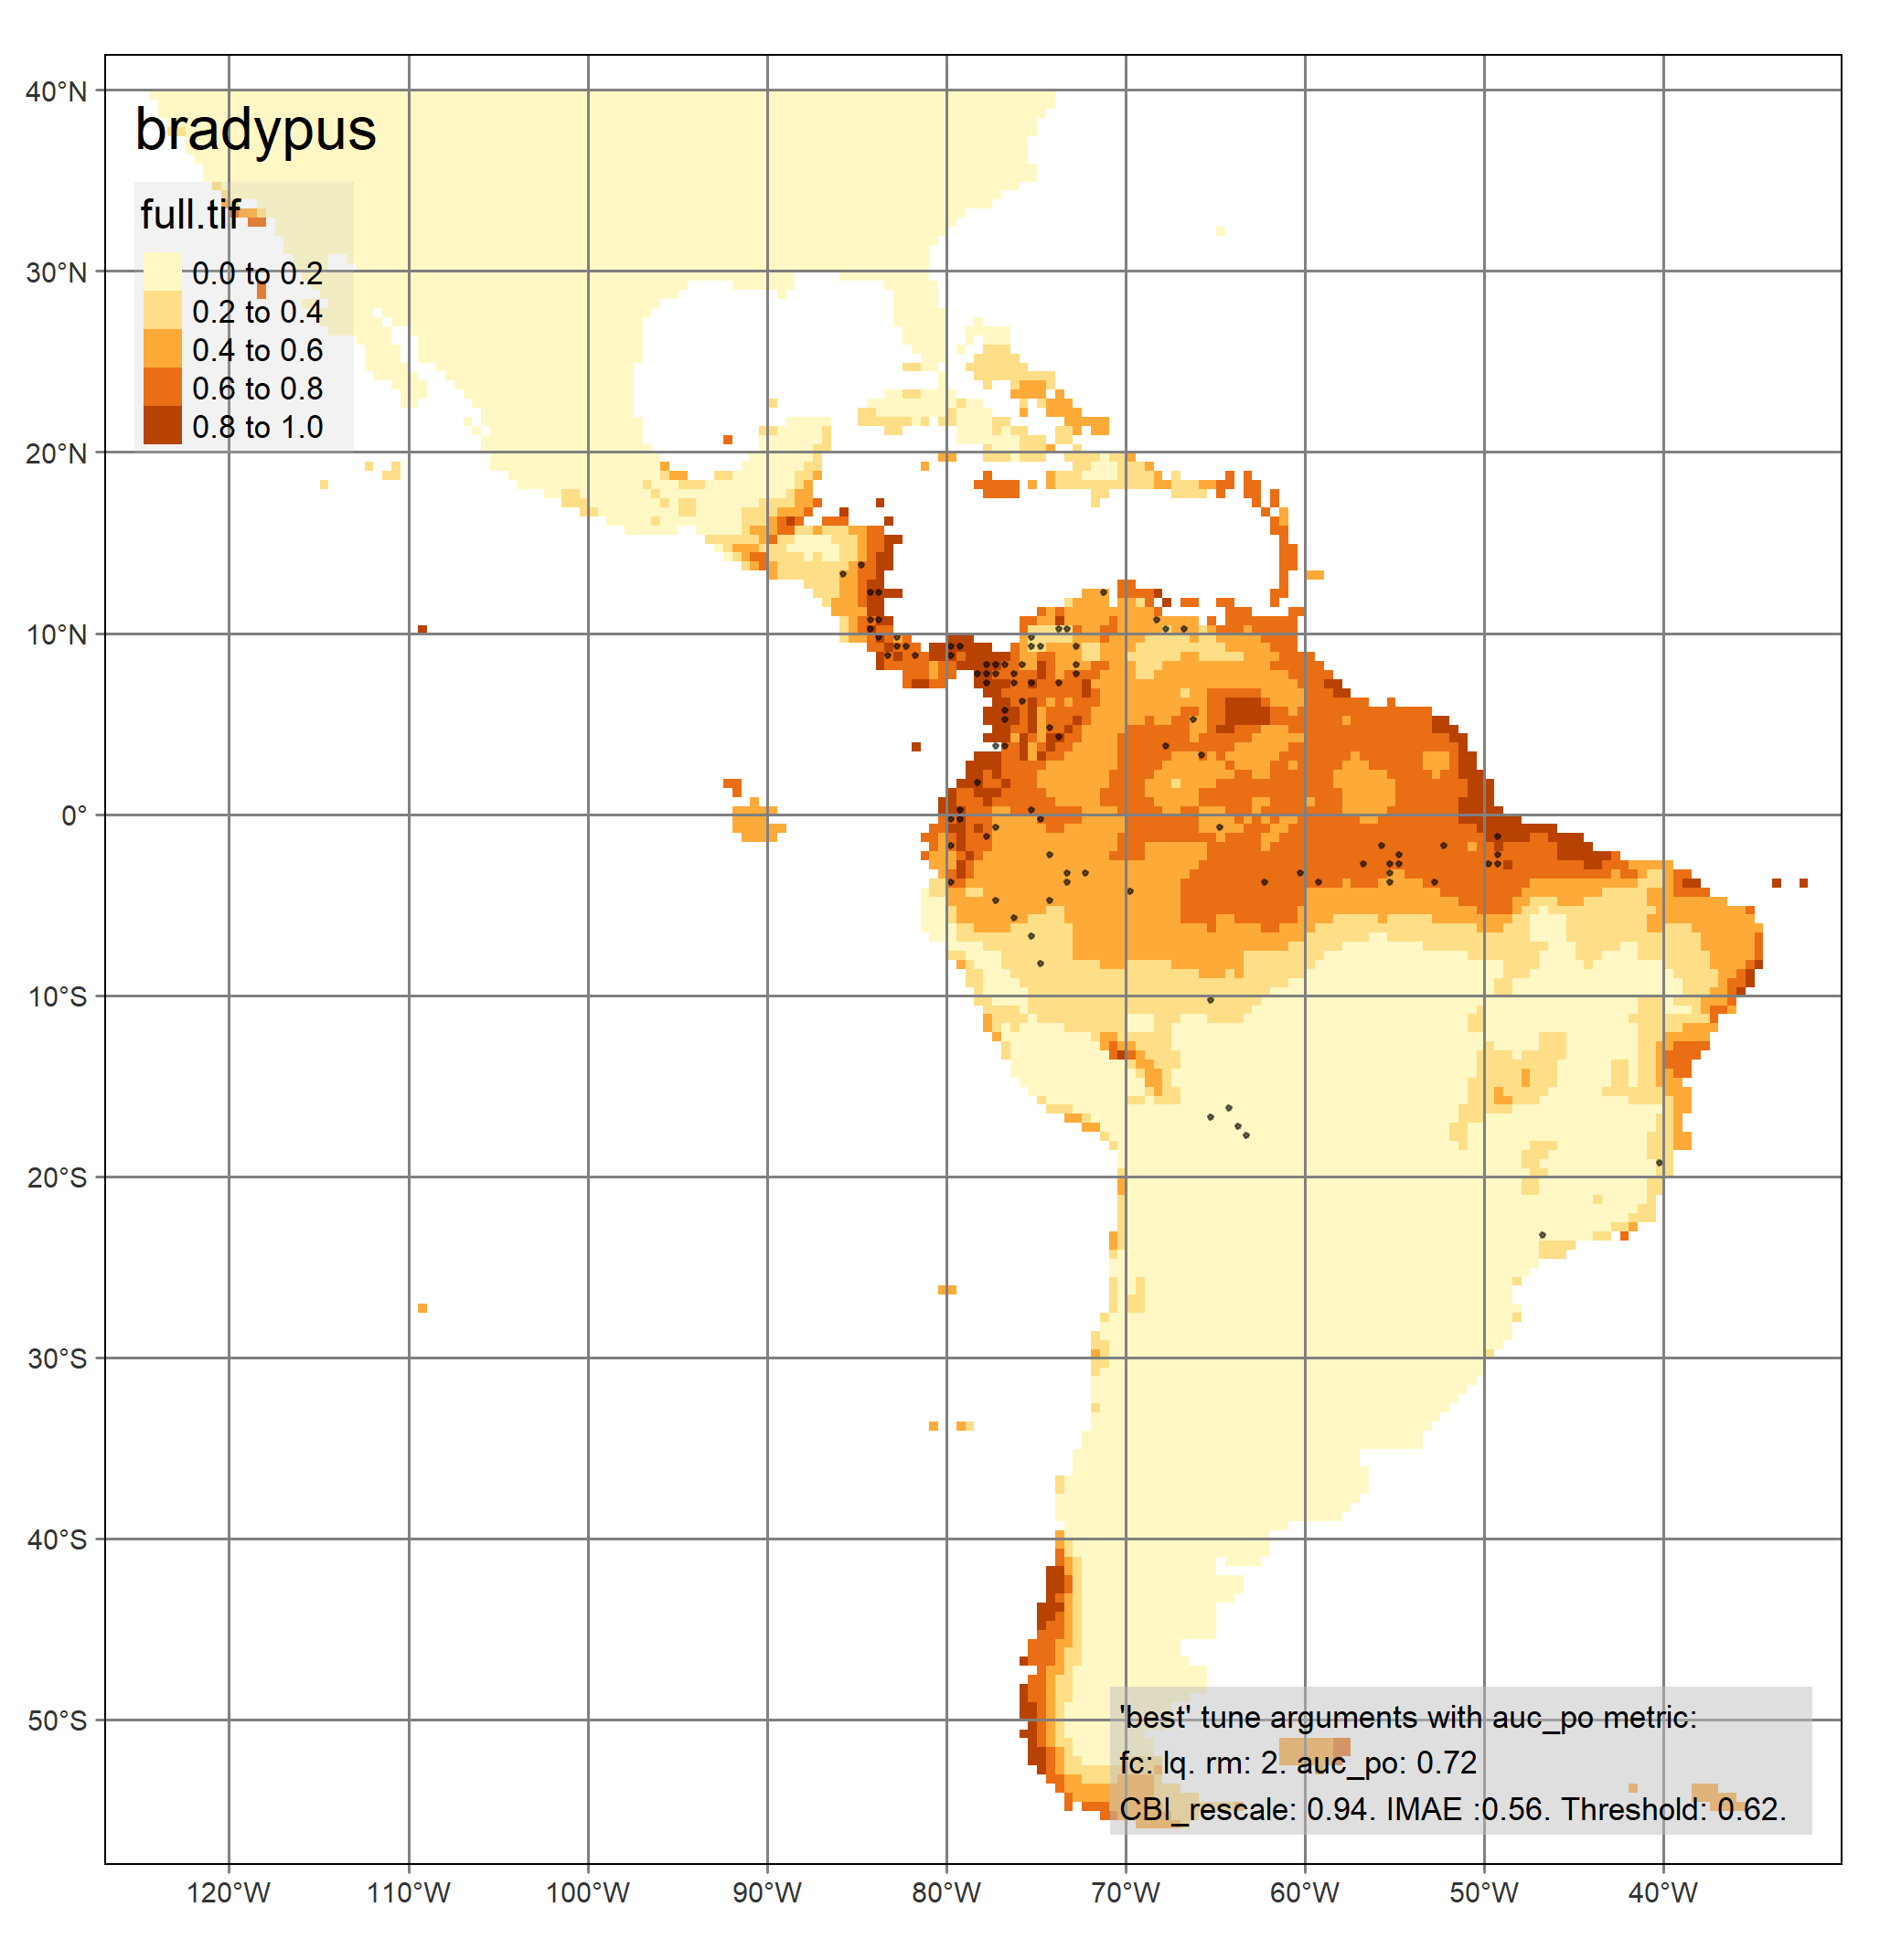 bradypus
full.tif
0.0 to 0.2
0.2 to 0.4
0.4 to 0.6
0.6 to 0.8
0.8 to 1.0
40°N
30°N
20°N
10°N
0°
10°S
20°S
30°S
40°S
50°S
'best' tune arguments with auc_po metric:
fc: lq. rm: 2. auc_po: 0.72
CBI_rescale: 0.94. IMAE :0.56. Threshold: 0.62.
120°W 110°W 100°W 90°W 80°W 70°W 60°W 50°W 40°W